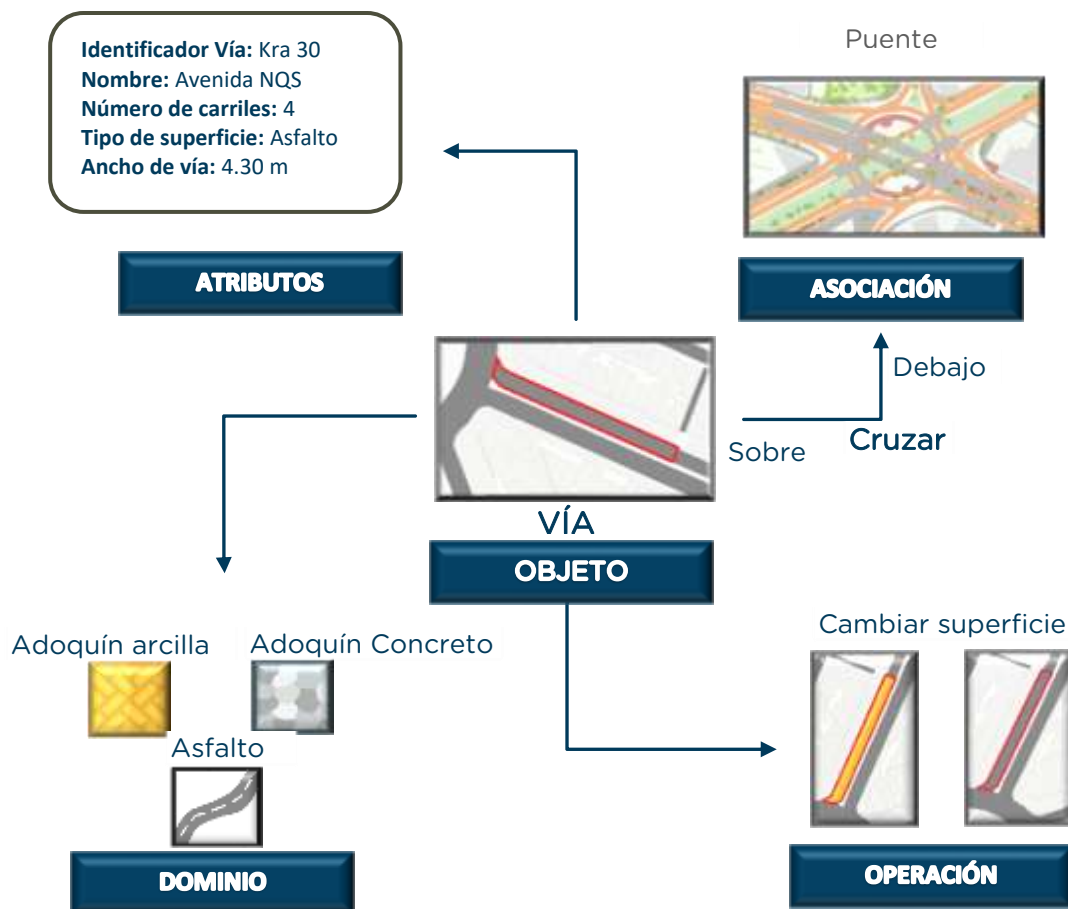 Identificador Vía: Kra 30
Nombre: Avenida NQS
Número de carriles: 4
Tipo de superficie: Asfalto
Ancho de vía: 4.30 m
ATRIBUTOS
Puente
ASOCIACIÓN
Debajo
Sobre
Cruzar
VÍA
OBJETO
Adoquín arcilla
Adoquín Concreto
Asfalto
DOMINIO
Cambiar superficie
OPERACIÓN